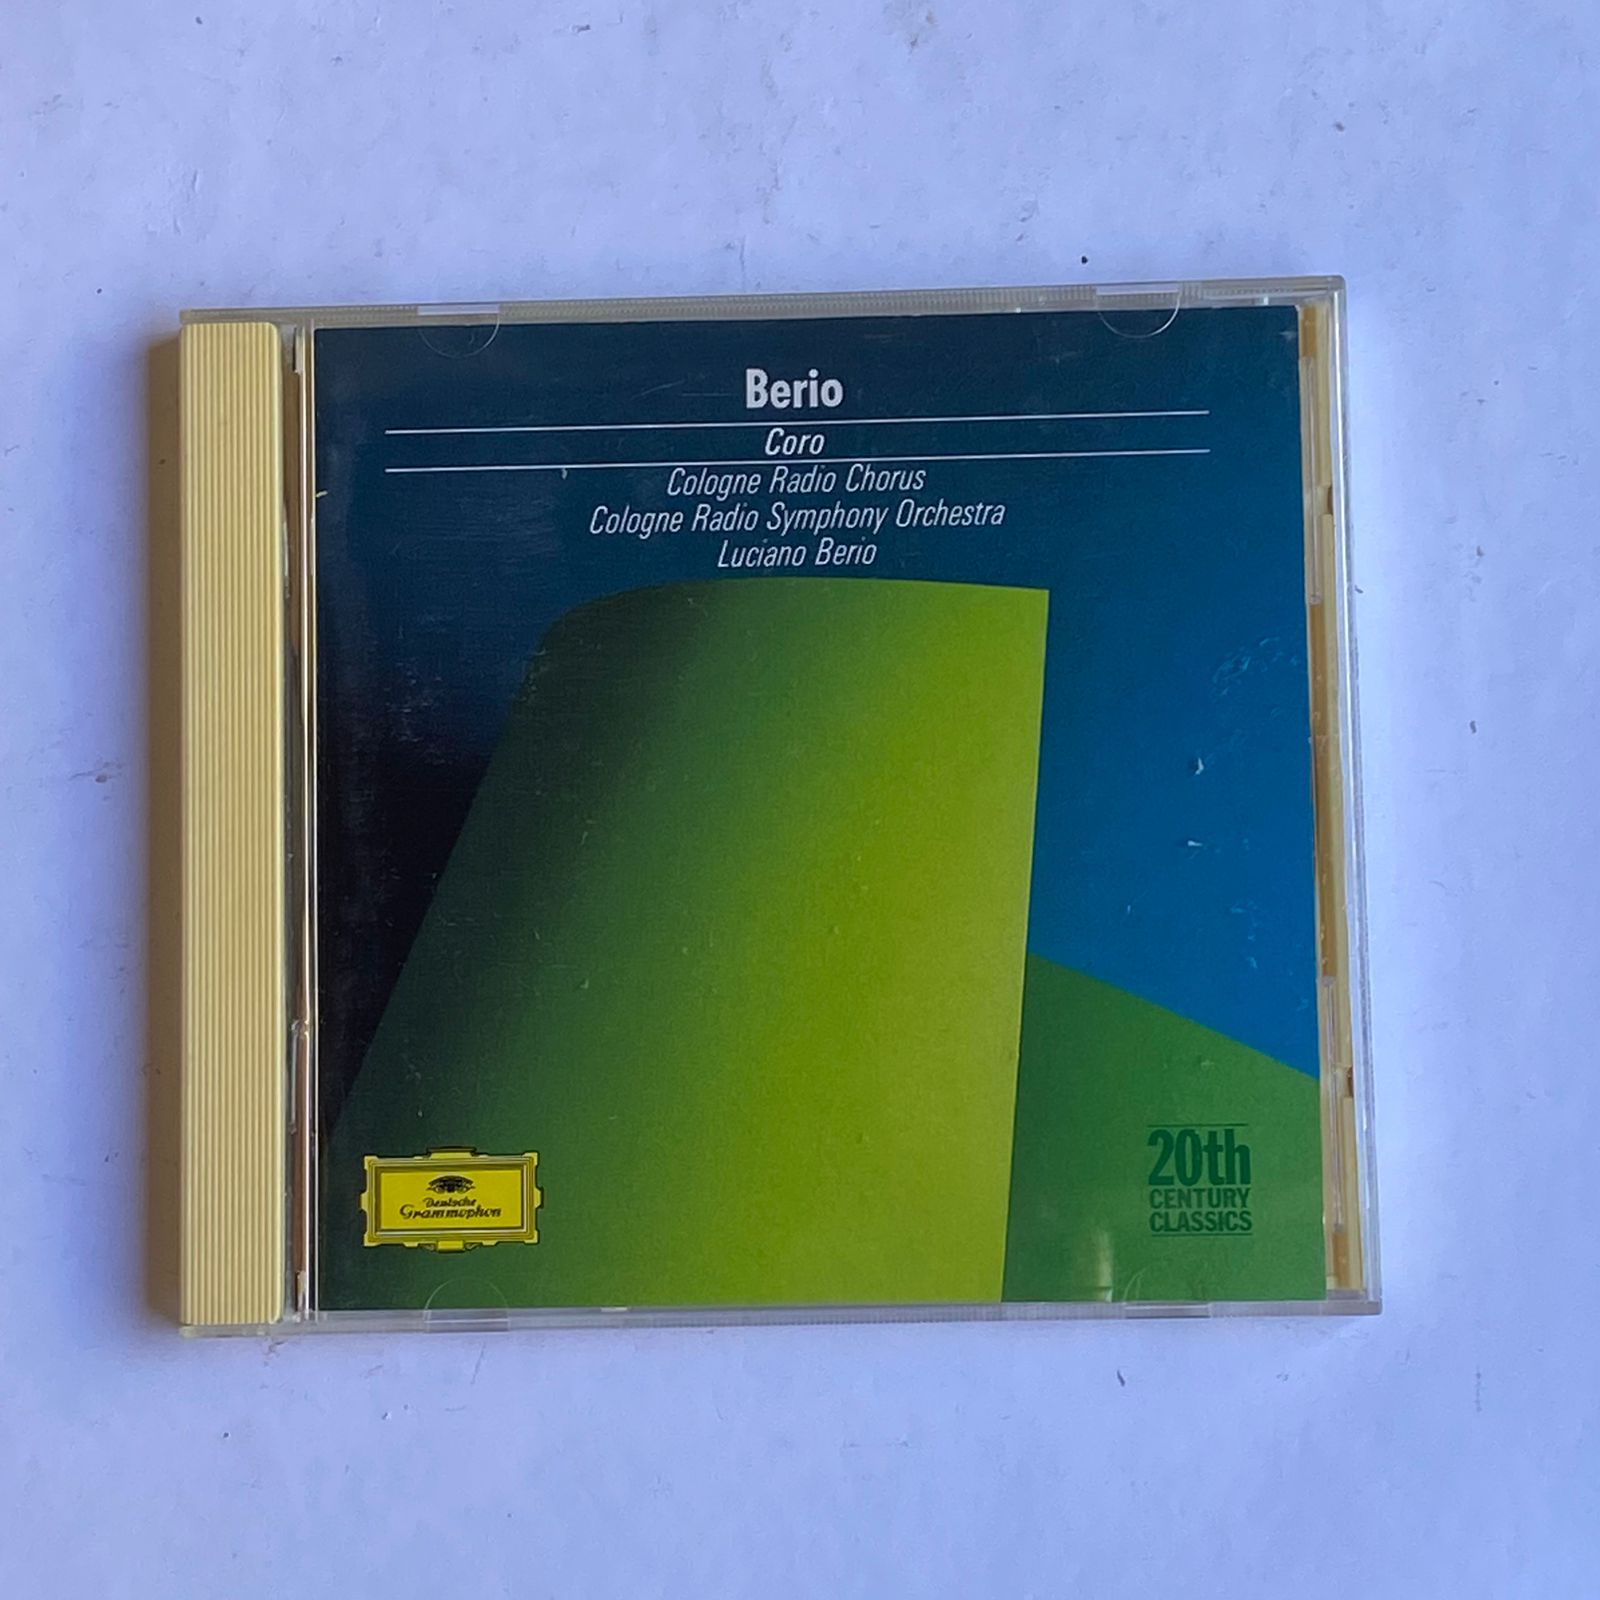 Berio
Coro
Cologne Radio Chorus
Cologne Radio Symphony Orchestra
Luciano Berio
Deutsche
Grammophon
20th
CENTURY
CLASSICS